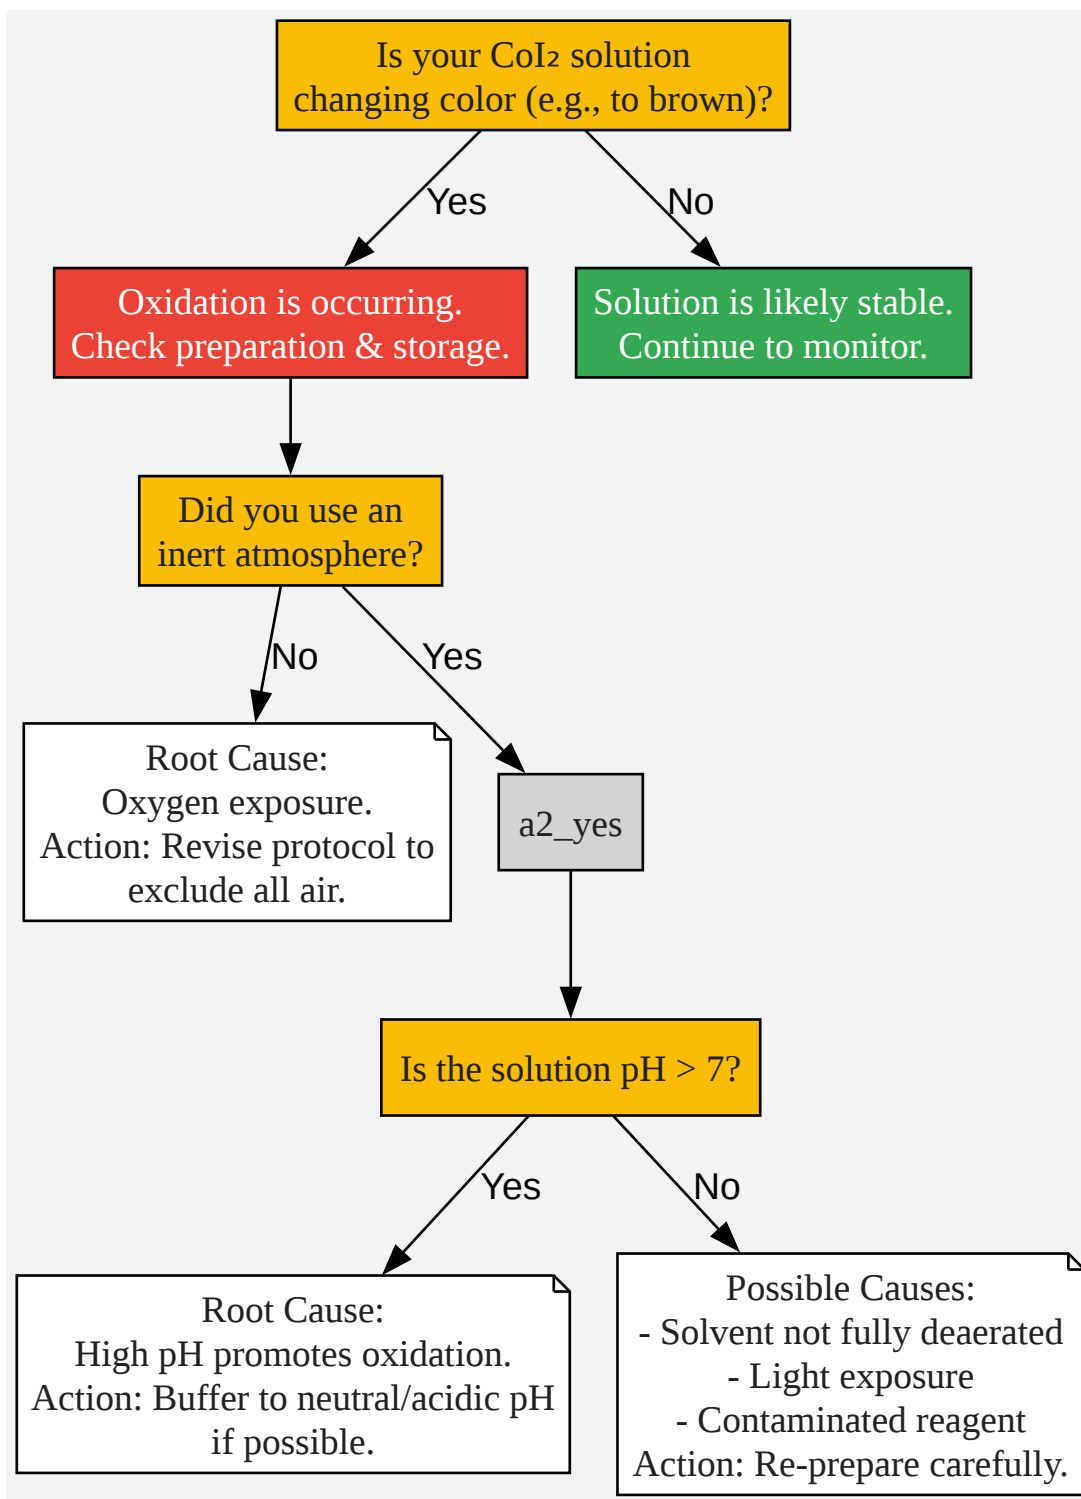 Is your CoI₂ solution
changing color (e.g., to brown)?
Yes
No
Oxidation is occurring.
Check preparation & storage.
Solution is likely stable.
Continue to monitor.
Did you use an
inert atmosphere?
No
Yes
Root Cause:
Oxygen exposure.
Action: Revise protocol to
exclude all air.
a2_yes
Is the solution pH > 7?
Yes
No
Root Cause:
High pH promotes oxidation.
Action: Buffer to neutral/acidic pH
if possible.
Possible Causes:
- Solvent not fully deaerated
- Light exposure
- Contaminated reagent
Action: Re-prepare carefully.